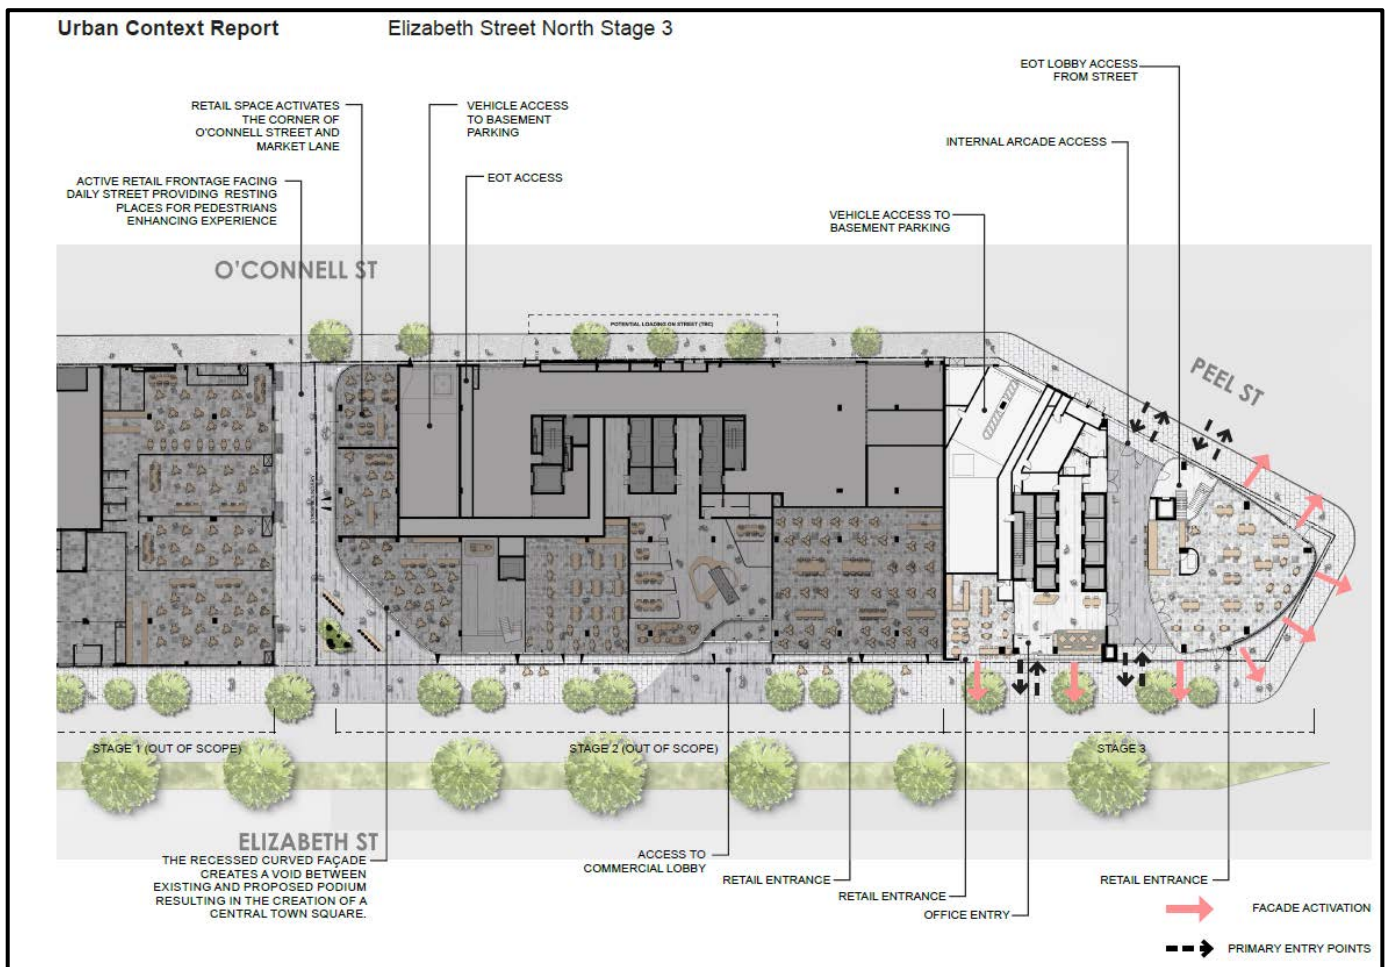 Urban Context Report
Elizabeth Street North Stage 3
EOT LOBBY ACCESS
FROM STREET
RETAIL SPACE ACTIVATES
THE CORNER OF
O'CONNELL STREET AND
MARKET LANE
VEHICLE ACCESS
TO BASEMENT
PARKING
INTERNAL ARCADE ACCESS
ACTIVE RETAIL FRONTAGE FACING
DAILY STREET PROVIDING RESTING
PLACES FOR PEDESTRIANS
ENHANCING EXPERIENCE
EOT ACCESS
VEHICLE ACCESS TO
BASEMENT PARKING
O'CONNELL ST
POTENTIAL LOADING ON STREET (TBC)
PEEL ST
STAGE 1 (OUT OF SCOPE)
STAGE 2 (OUT OF SCOPE)
STAGE 3
ELIZABETH ST
THE RECESSED CURVED FAÇADE
CREATES A VOID BETWEEN
EXISTING AND PROPOSED PODIUM
RESULTING IN THE CREATION OF A
CENTRAL TOWN SQUARE.
ACCESS TO
COMMERCIAL LOBBY
RETAIL ENTRANCE
RETAIL ENTRANCE
OFFICE ENTRY
RETAIL ENTRANCE
FACADE ACTIVATION
PRIMARY ENTRY POINTS